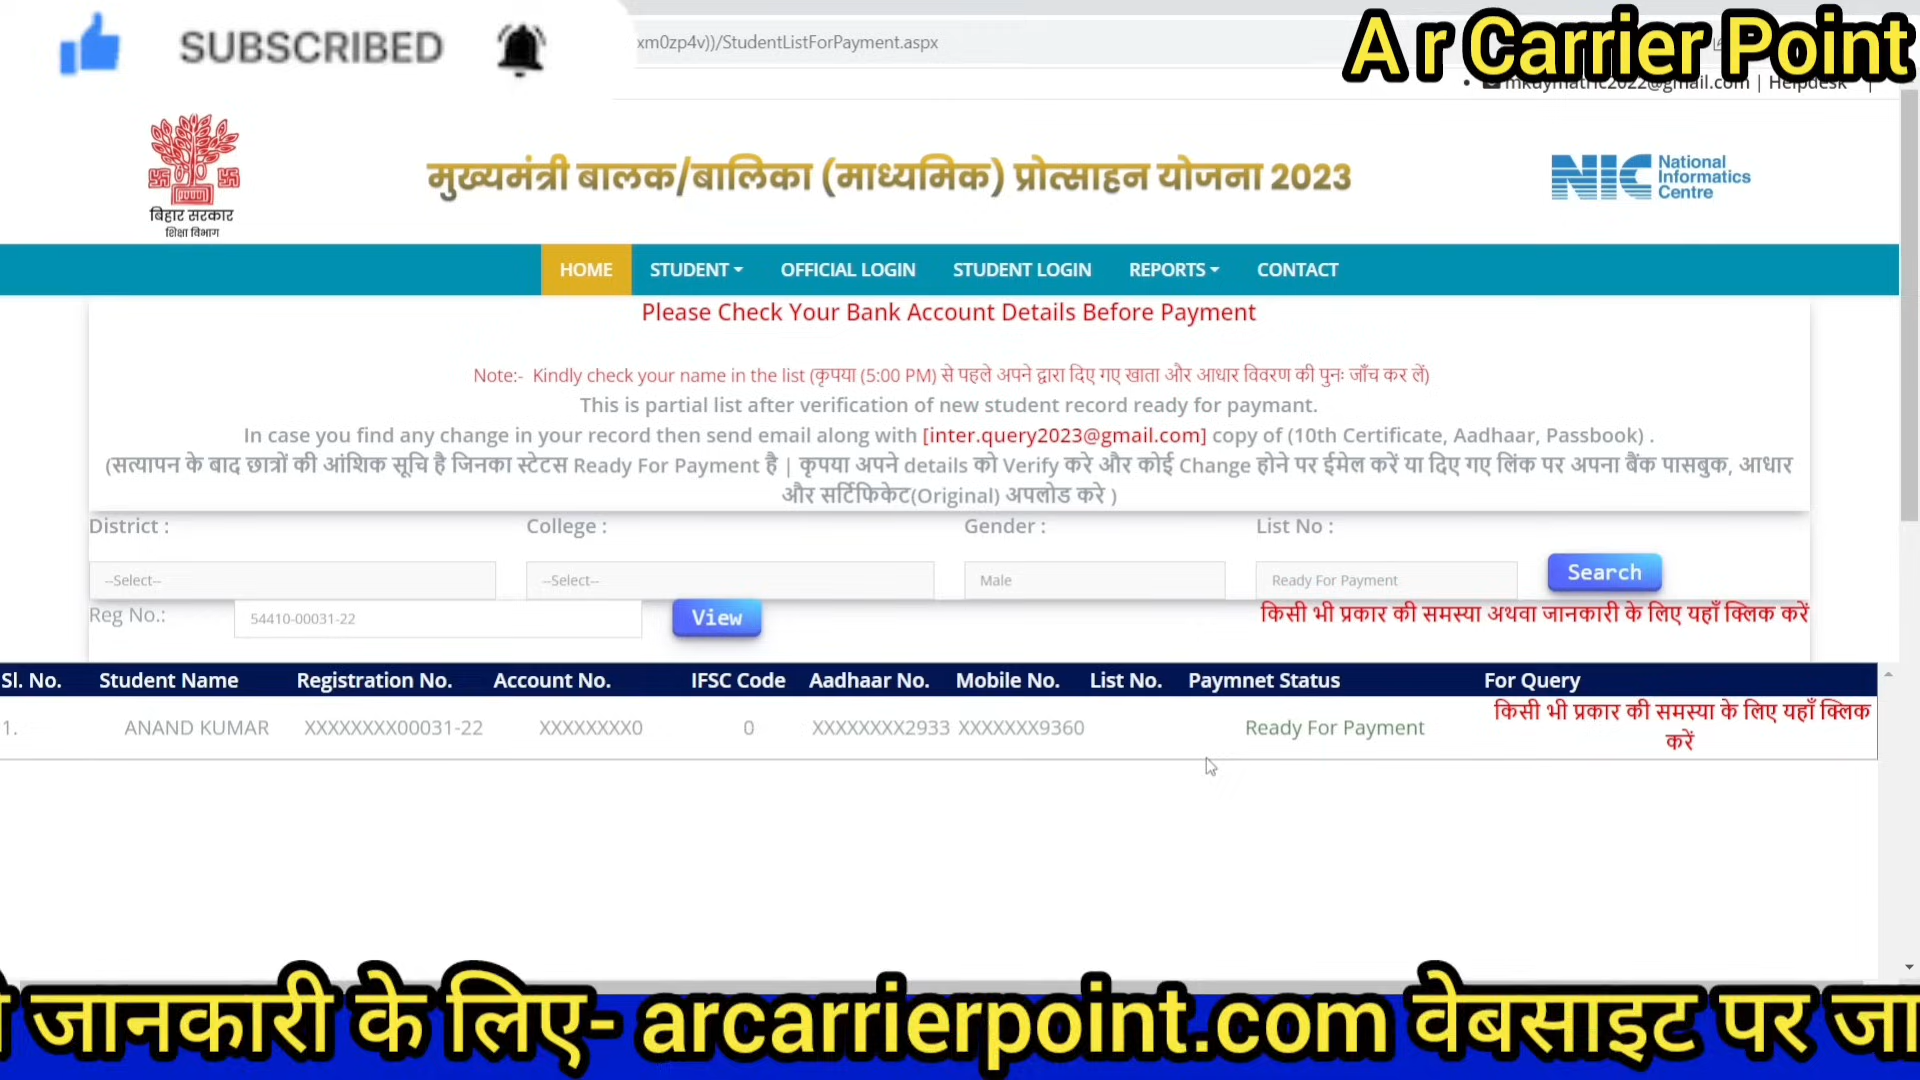 SUBSCRIBED
xm0zp4v))/StudentListForPayment.aspx
A r Carrier Point
mkuymatric2022@gmail.com | Helpdesk |
बिहार सरकार
शिक्षा विभाग
मुख्यमंत्री बालक/बालिका (माध्यमिक) प्रोत्साहन योजना 2023
NIC National
Informatics
Centre
HOME STUDENT OFFICIAL LOGIN STUDENT LOGIN REPORTS CONTACT
Please Check Your Bank Account Details Before Payment
Note:- Kindly check your name in the list (कृपया (5:00 PM) से पहले अपने द्वारा दिए गए खाता और आधार विवरण की पुनः जाँच कर लें)
This is partial list after verification of new student record ready for paymant.
In case you find any change in your record then send email along with [inter.query2023@gmail.com] copy of (10th Certificate, Aadhaar, Passbook) .
(सत्यापन के बाद छात्रों की आंशिक सूचि है जिनका स्टेटस Ready For Payment है | कृपया अपने details को Verify करे और कोई Change होने पर ईमेल करें या दिए गए लिंक पर अपना बैंक पासबुक, आधार
और सर्टिफिकेट(Original) अपलोड करे )
District : College : Gender : List No :
--Select-- --Select-- Male Ready For Payment Search
Reg No.: 54410-00031-22 View किसी भी प्रकार की समस्या अथवा जानकारी के लिए यहाँ क्लिक करें
Sl. No. Student Name Registration No. Account No. IFSC Code Aadhaar No. Mobile No. List No. Paymnet Status For Query
1. ANAND KUMAR XXXXXXXX00031-22 XXXXXXXX0 0 XXXXXXXX2933 XXXXXXX9360 Ready For Payment किसी भी प्रकार की समस्या के लिए यहाँ क्लिक
करें
जानकारी के लिए- arcarrierpoint.com वेबसाइट पर जा